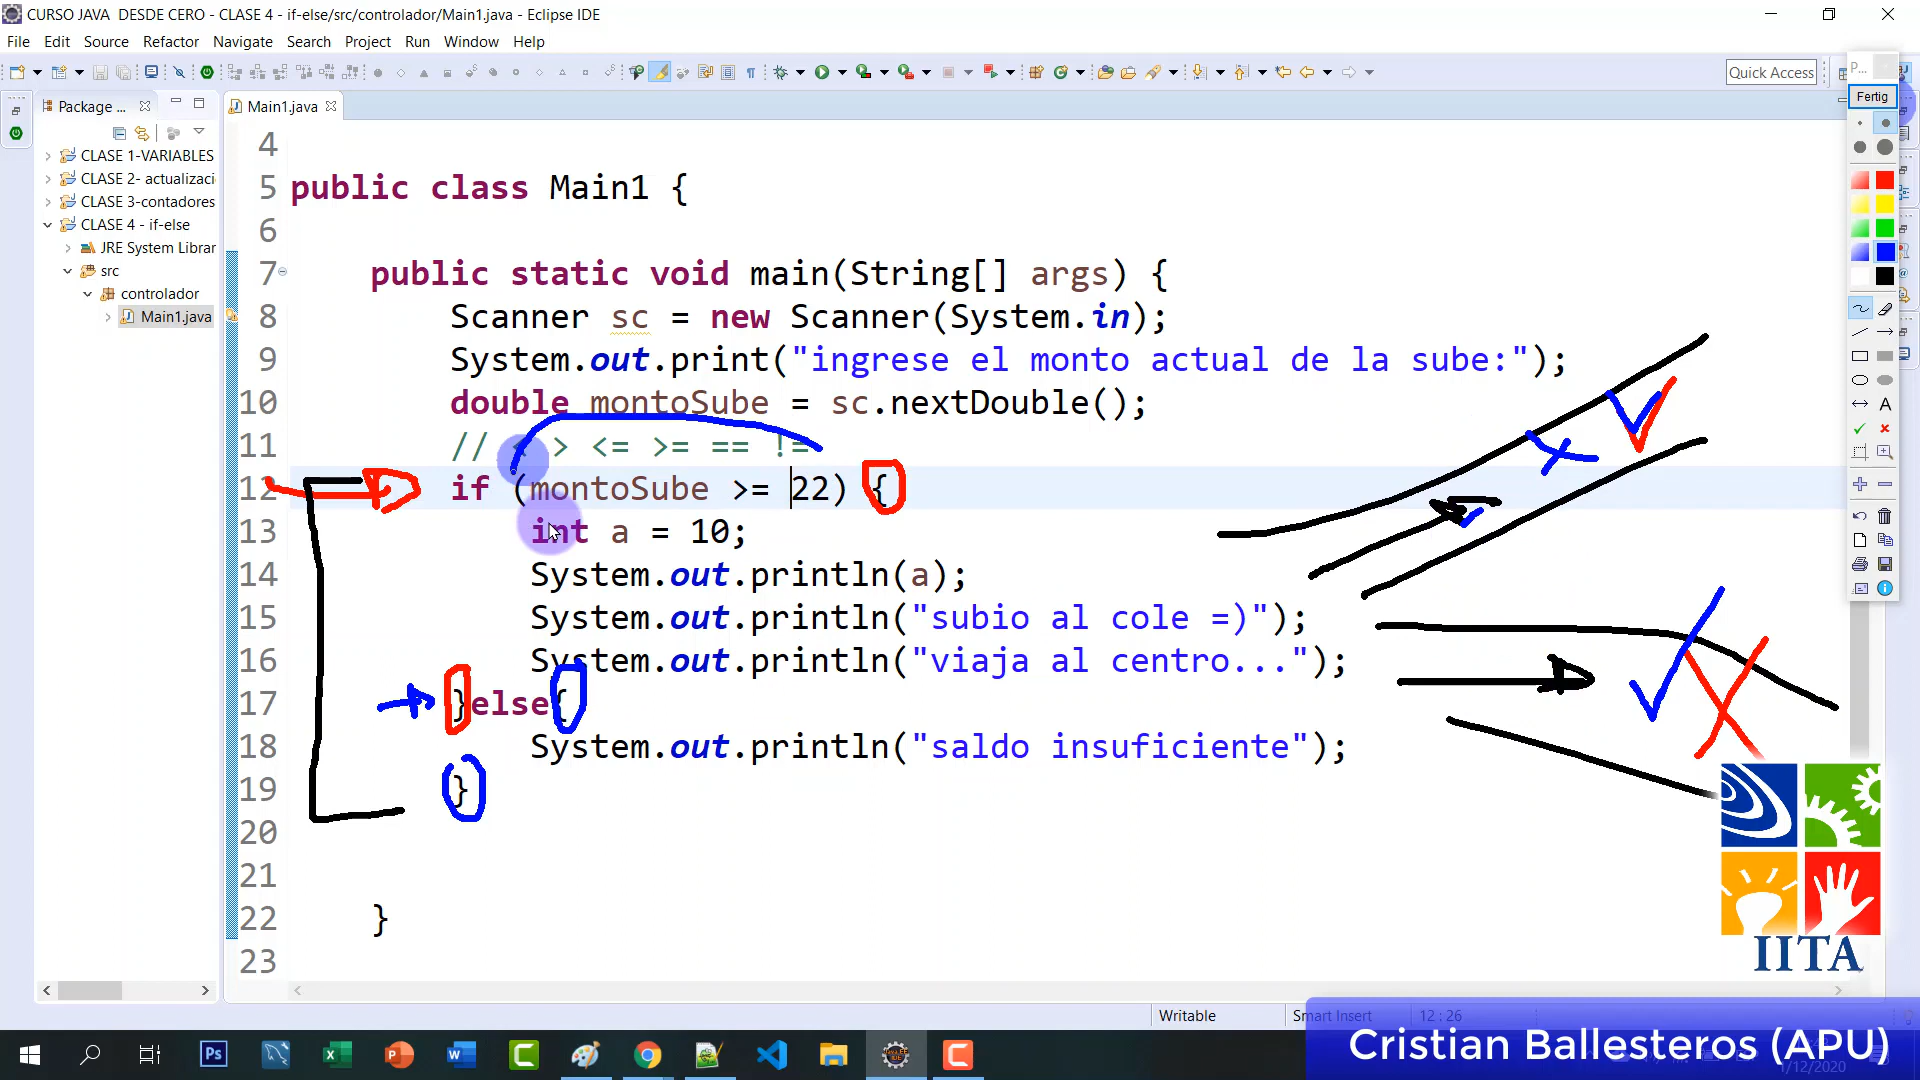 CURSO JAVA DESDE CERO - CLASE 4 - if-else/src/controlador/Main1.java - Eclipse IDE
File Edit Source Refactor Navigate Search Project Run Window Help
Quick Access
P...
Fertig
Package ...
Main1.java
CLASE 1-VARIABLES
CLASE 2- actualizaci
CLASE 3-contadores
CLASE 4 - if-else
JRE System Librar
src
controlador
Main1.java
4
5 public class Main1 {
6
7 public static void main(String[] args) {
8 Scanner sc = new Scanner(System.in);
9 System.out.print("ingrese el monto actual de la sube:");
10 double montoSube = sc.nextDouble();
11 // < > <= >= == !=
12 if (montoSube >= 22) {
13 int a = 10;
14 System.out.println(a);
15 System.out.println("subio al cole =)");
16 System.out.println("viaja al centro...");
17 }else{
18 System.out.println("saldo insuficiente");
19 }
20
21
22 }
23
A
IITA
Writable Smart Insert 12 : 26
Cristian Ballesteros (APU)
1/12/2020